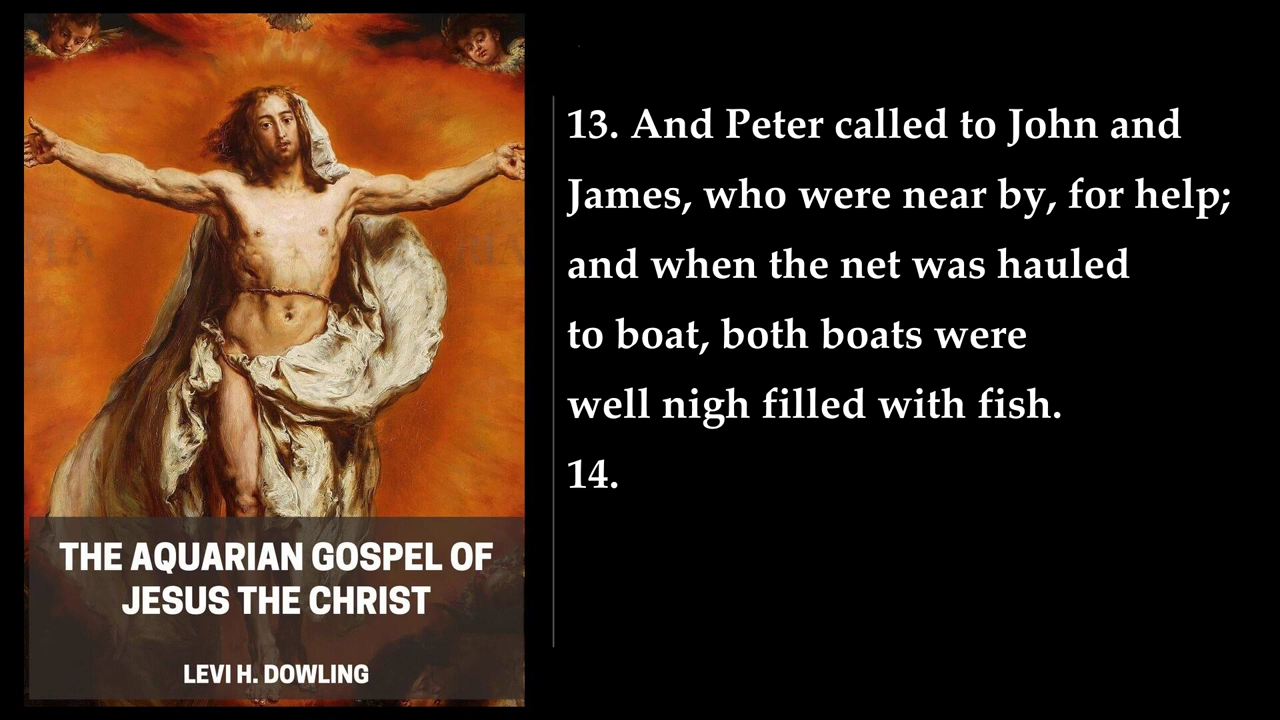 THE AQUARIAN GOSPEL OF
JESUS THE CHRIST
LEVI H. DOWLING
13. And Peter called to John and
James, who were near by, for help;
and when the net was hauled
to boat, both boats were
well nigh filled with fish.
14.